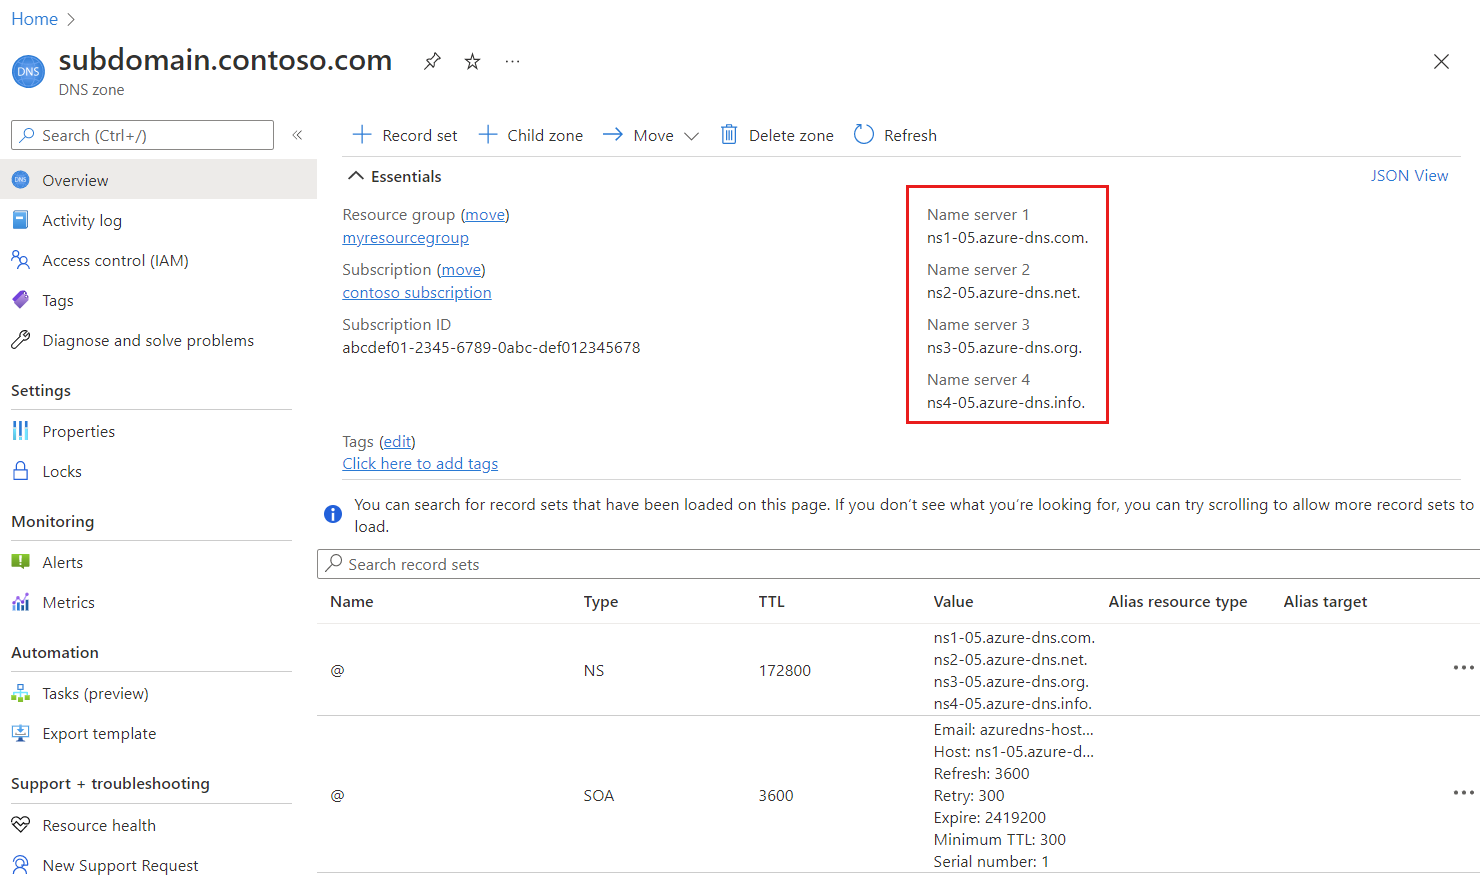 Home
subdomain.contoso.com
DNS
DNS zone
Search (Ctrl+/)
Record set
Child zone
Move
Delete zone
Refresh
Overview
Activity log
Access control (IAM)
Tags
Diagnose and solve problems
Settings
Properties
Locks
Monitoring
Alerts
Metrics
Automation
Tasks (preview)
Export template
Support + troubleshooting
Resource health
New Support Request
Essentials
JSON View
Resource group (move)
myresourcegroup
Subscription (move)
contoso subscription
Subscription ID
abcdef01-2345-6789-0abc-def012345678
Name server 1
ns1-05.azure-dns.com.
Name server 2
ns2-05.azure-dns.net.
Name server 3
ns3-05.azure-dns.org.
Name server 4
ns4-05.azure-dns.info.
Tags (edit)
Click here to add tags
You can search for record sets that have been loaded on this page. If you don't see what you're looking for, you can try scrolling to allow more record sets to
load.
Search record sets
Name Type TTL Value Alias resource type Alias target
@ NS 172800
ns1-05.azure-dns.com.
ns2-05.azure-dns.net.
ns3-05.azure-dns.org.
ns4-05.azure-dns.info.
@ SOA 3600
Email: azuredns-host...
Host: ns1-05.azure-d...
Refresh: 3600
Retry: 300
Expire: 2419200
Minimum TTL: 300
Serial number: 1